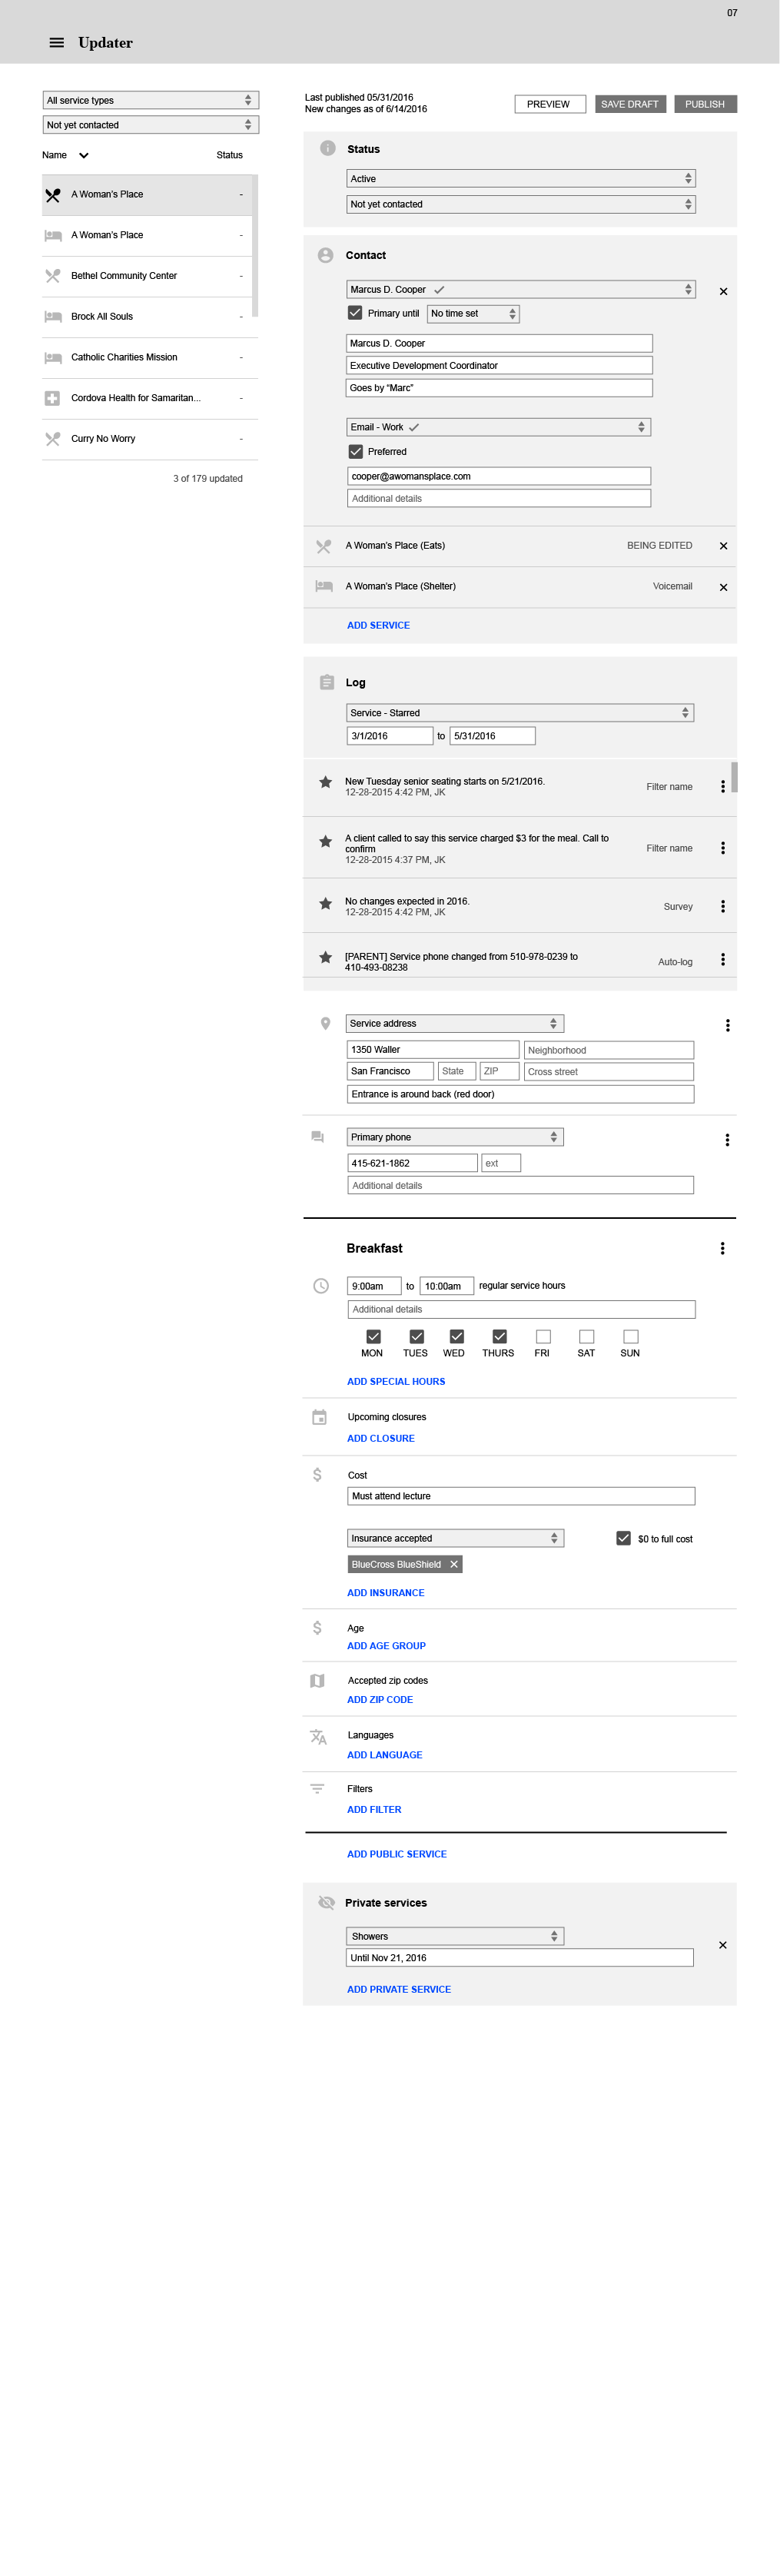 07
Updater
All service types
Not yet contacted
Name
Status
A Woman's Place -
A Woman's Place -
Bethel Community Center -
Brock All Souls -
Catholic Charities Mission -
Cordova Health for Samaritan... -
Curry No Worry -
3 of 179 updated
Last published 05/31/2016
New changes as of 6/14/2016
PREVIEW
SAVE DRAFT
PUBLISH
Status
Active
Not yet contacted
Contact
Marcus D. Cooper
Primary until No time set
Marcus D. Cooper
Executive Development Coordinator
Goes by “Marc”
Email - Work
Preferred
cooper@awomansplace.com
Additional details
A Woman's Place (Eats) BEING EDITED
A Woman's Place (Shelter) Voicemail
ADD SERVICE
Log
Service - Starred
3/1/2016 to 5/31/2016
New Tuesday senior seating starts on 5/21/2016.
12-28-2015 4:42 PM, JK
Filter name
A client called to say this service charged $3 for the meal. Call to
confirm
12-28-2015 4:37 PM, JK
Filter name
No changes expected in 2016.
12-28-2015 4:42 PM, JK
Survey
[PARENT] Service phone changed from 510-978-0239 to
410-493-08238
Auto-log
Service address
1350 Waller Neighborhood
San Francisco State ZIP Cross street
Entrance is around back (red door)
Primary phone
415-621-1862 ext
Additional details
Breakfast
9:00am to 10:00am regular service hours
Additional details
MON TUES WED THURS FRI SAT SUN
ADD SPECIAL HOURS
Upcoming closures
ADD CLOSURE
Cost
Must attend lecture
Insurance accepted $0 to full cost
BlueCross BlueShield
ADD INSURANCE
Age
ADD AGE GROUP
Accepted zip codes
ADD ZIP CODE
Languages
ADD LANGUAGE
Filters
ADD FILTER
ADD PUBLIC SERVICE
Private services
Showers
Until Nov 21, 2016
ADD PRIVATE SERVICE